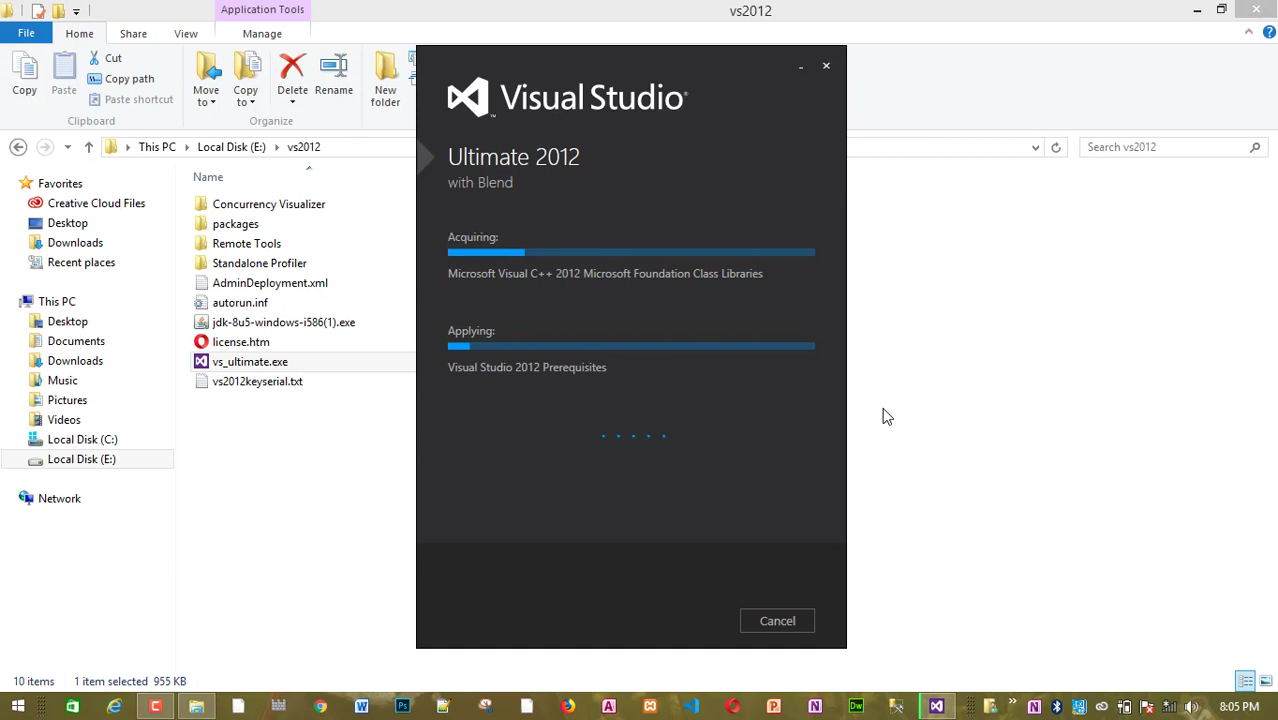 Application Tools
vs2012
File
Home
Share
View
Manage
Copy
Paste
Cut
Copy path
Paste shortcut
Clipboard
Move to
Copy to
Delete
Rename
Organize
New folder
This PC
Local Disk (E:)
vs2012
Search vs2012
Favorites
Creative Cloud Files
Desktop
Downloads
Recent places
This PC
Desktop
Documents
Downloads
Music
Pictures
Videos
Local Disk (C:)
Local Disk (E:)
Network
Name
Concurrency Visualizer
packages
Remote Tools
Standalone Profiler
AdminDeployment.xml
autorun.inf
jdk-8u5-windows-i586(1).exe
license.htm
vs_ultimate.exe
vs2012keyserial.txt
Visual Studio®
Ultimate 2012
with Blend
Acquiring:
Microsoft Visual C++ 2012 Microsoft Foundation Class Libraries
Applying:
Visual Studio 2012 Prerequisites
Cancel
10 items
1 item selected 955 KB
8:05 PM